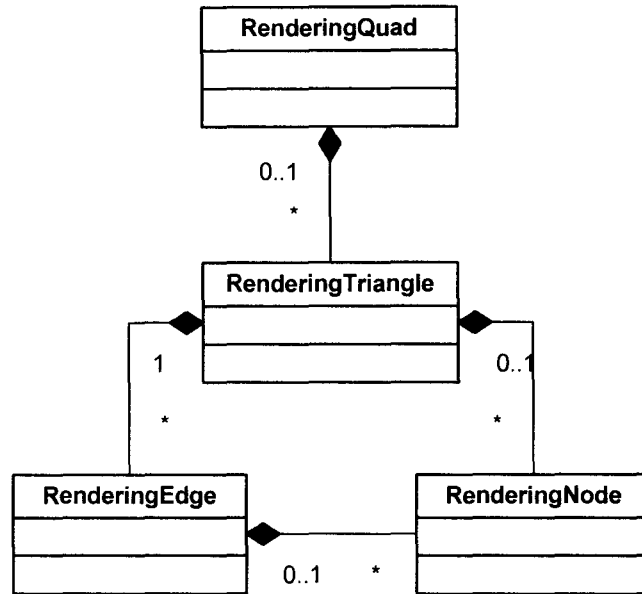 RenderingQuad
0..1
*
RenderingTriangle
1
0..1
*
*
RenderingEdge
RenderingNode
0..1
*